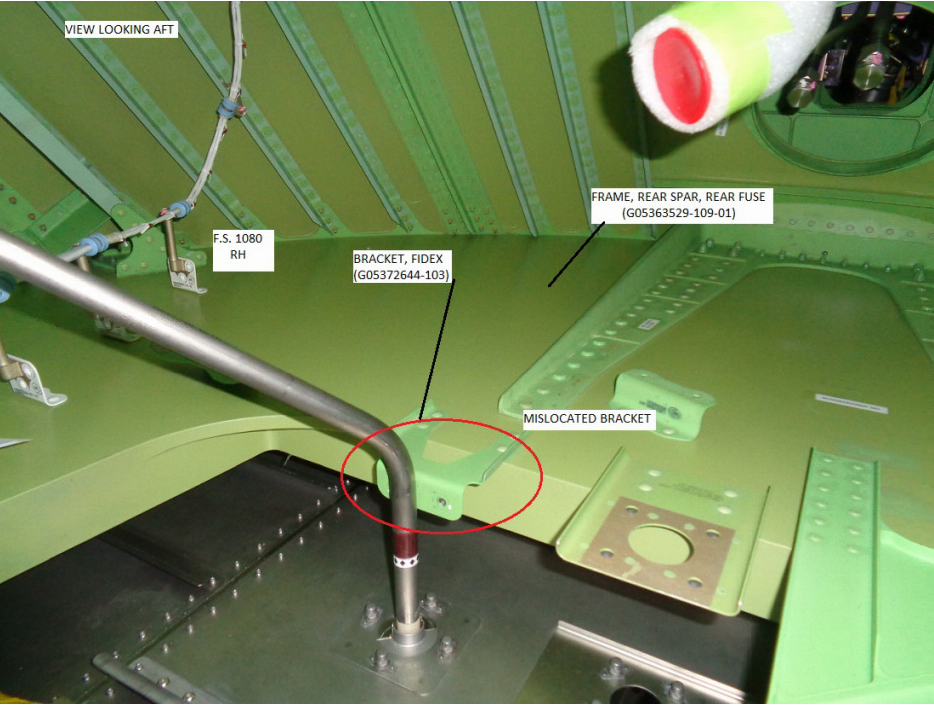 VIEW LOOKING AFT
FRAME, REAR SPAR, REAR FUSE
(G05363529-109-01)
F.S. 1080
RH
BRACKET, FIDEX
(G05372644-103)
MISLOCATED BRACKET